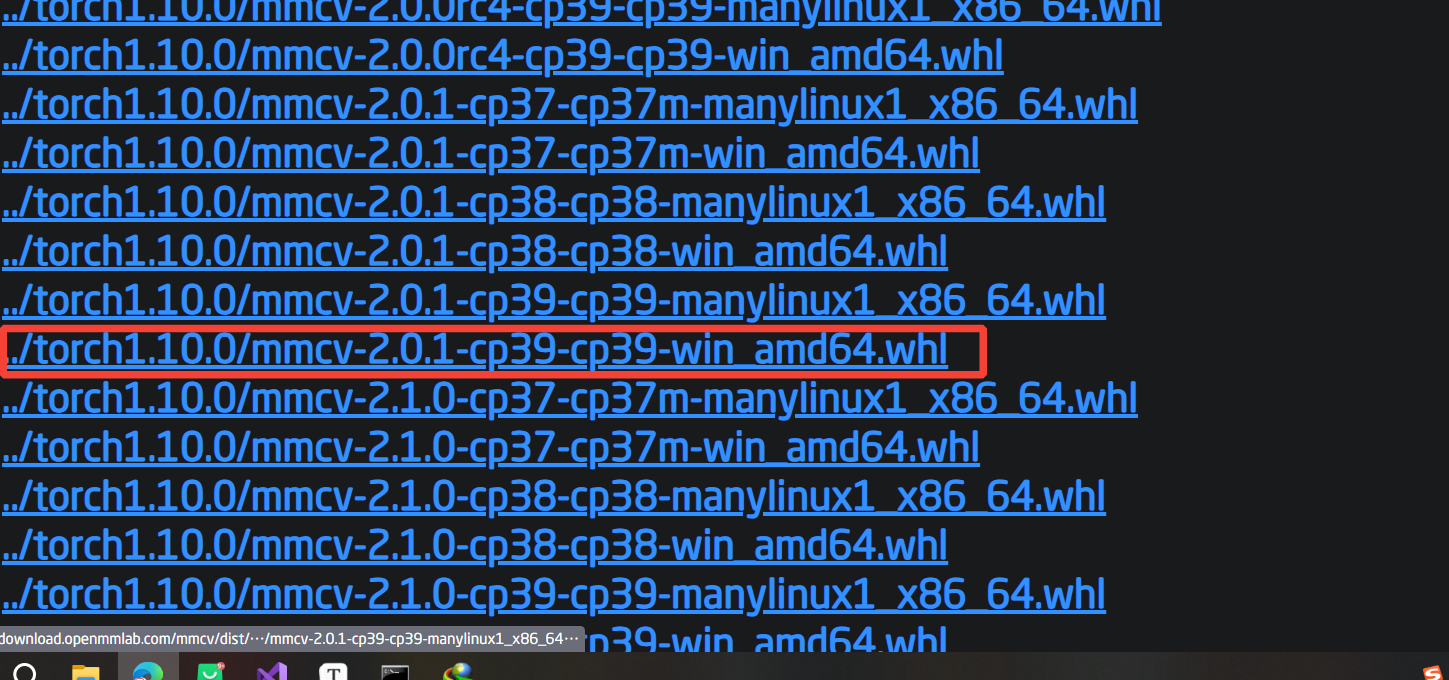 ../torch1.10.0/mmcv-2.0.0rc4-cp39-cp39-manylinux1_x86_64.whl
../torch1.10.0/mmcv-2.0.0rc4-cp39-cp39-win_amd64.whl
../torch1.10.0/mmcv-2.0.1-cp37-cp37m-manylinux1_x86_64.whl
../torch1.10.0/mmcv-2.0.1-cp37-cp37m-win_amd64.whl
../torch1.10.0/mmcv-2.0.1-cp38-cp38-manylinux1_x86_64.whl
../torch1.10.0/mmcv-2.0.1-cp38-cp38-win_amd64.whl
../torch1.10.0/mmcv-2.0.1-cp39-cp39-manylinux1_x86_64.whl
../torch1.10.0/mmcv-2.0.1-cp39-cp39-win_amd64.whl
../torch1.10.0/mmcv-2.1.0-cp37-cp37m-manylinux1_x86_64.whl
../torch1.10.0/mmcv-2.1.0-cp37-cp37m-win_amd64.whl
../torch1.10.0/mmcv-2.1.0-cp38-cp38-manylinux1_x86_64.whl
../torch1.10.0/mmcv-2.1.0-cp38-cp38-win_amd64.whl
../torch1.10.0/mmcv-2.1.0-cp39-cp39-manylinux1_x86_64.whl
download.openmmlab.com/mmcv/dist/···/mmcv-2.0.1-cp39-cp39-manylinux1_x86_64···
p39-win_amd64.whl